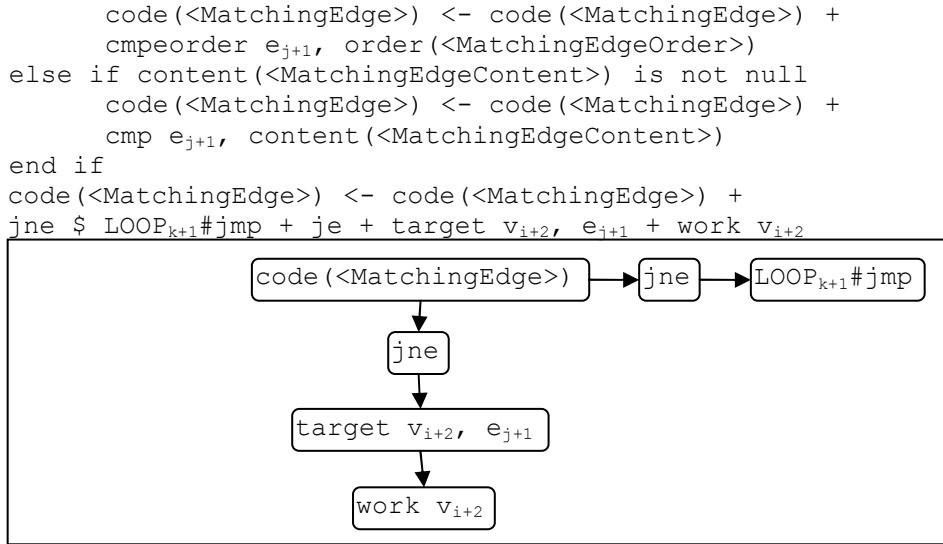 code(<MatchingEdge>) <- code(<MatchingEdge>) +
cmpeorder eⱼ₊₁, order(<MatchingEdgeOrder>)
else if content(<MatchingEdgeContent>) is not null
code(<MatchingEdge>) <- code(<MatchingEdge>) +
cmp eⱼ₊₁, content(<MatchingEdgeContent>)
end if
code(<MatchingEdge>) <- code(<MatchingEdge>) +
jne $ LOOPₖ₊₁#jmp + je + target vᵢ₊₂, eⱼ₊₁ + work vᵢ₊₂
code(<MatchingEdge>) jne LOOPₖ₊₁#jmp
jne
target vᵢ₊₂, eⱼ₊₁
work vᵢ₊₂